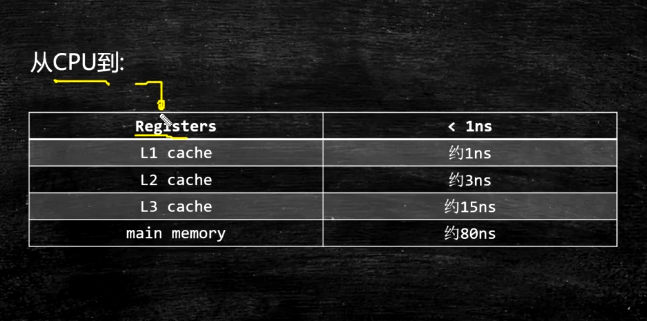 从CPU到:
Registers < 1ns
L1 cache 约1ns
L2 cache 约3ns
L3 cache 约15ns
main memory 约80ns